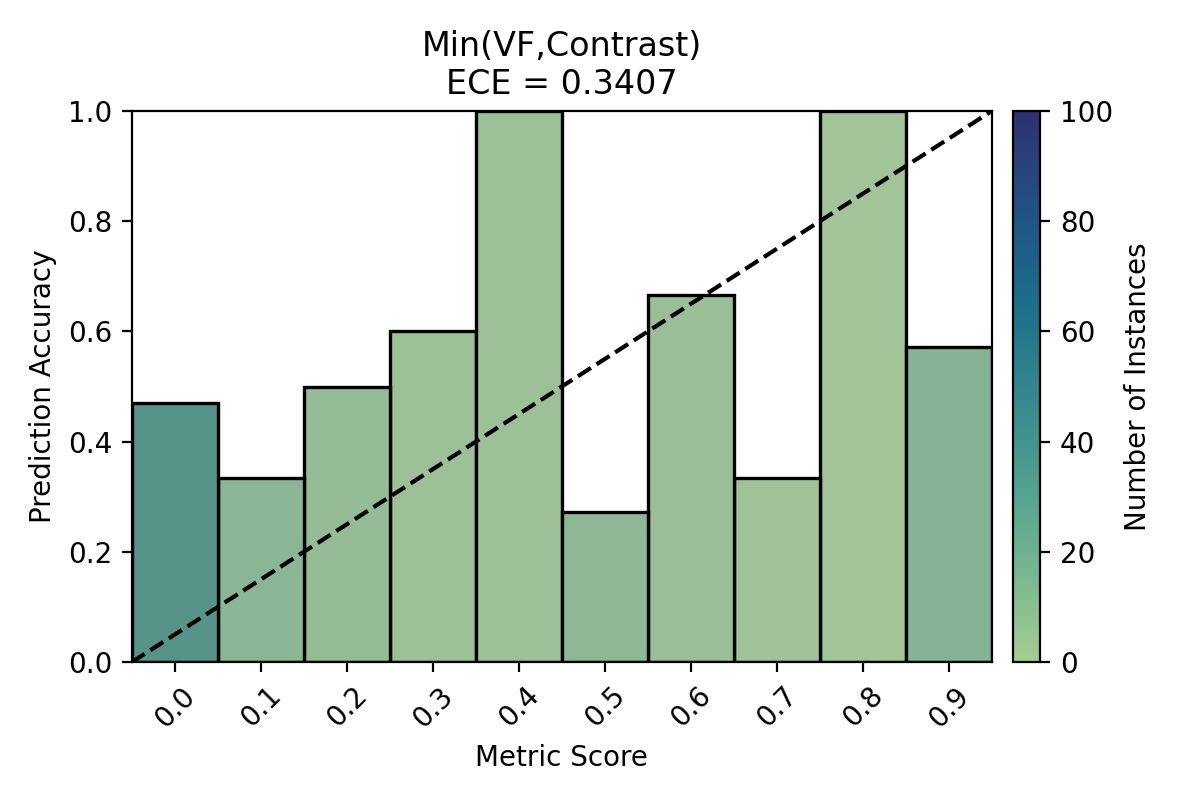 Min(VF,Contrast)
ECE = 0.3407
Prediction Accuracy
1.0
0.8
0.6
0.4
0.2
0.0
0.0 0.1 0.2 0.3 0.4 0.5 0.6 0.7 0.8 0.9
Metric Score
100
80
60
40
20
0
Number of Instances